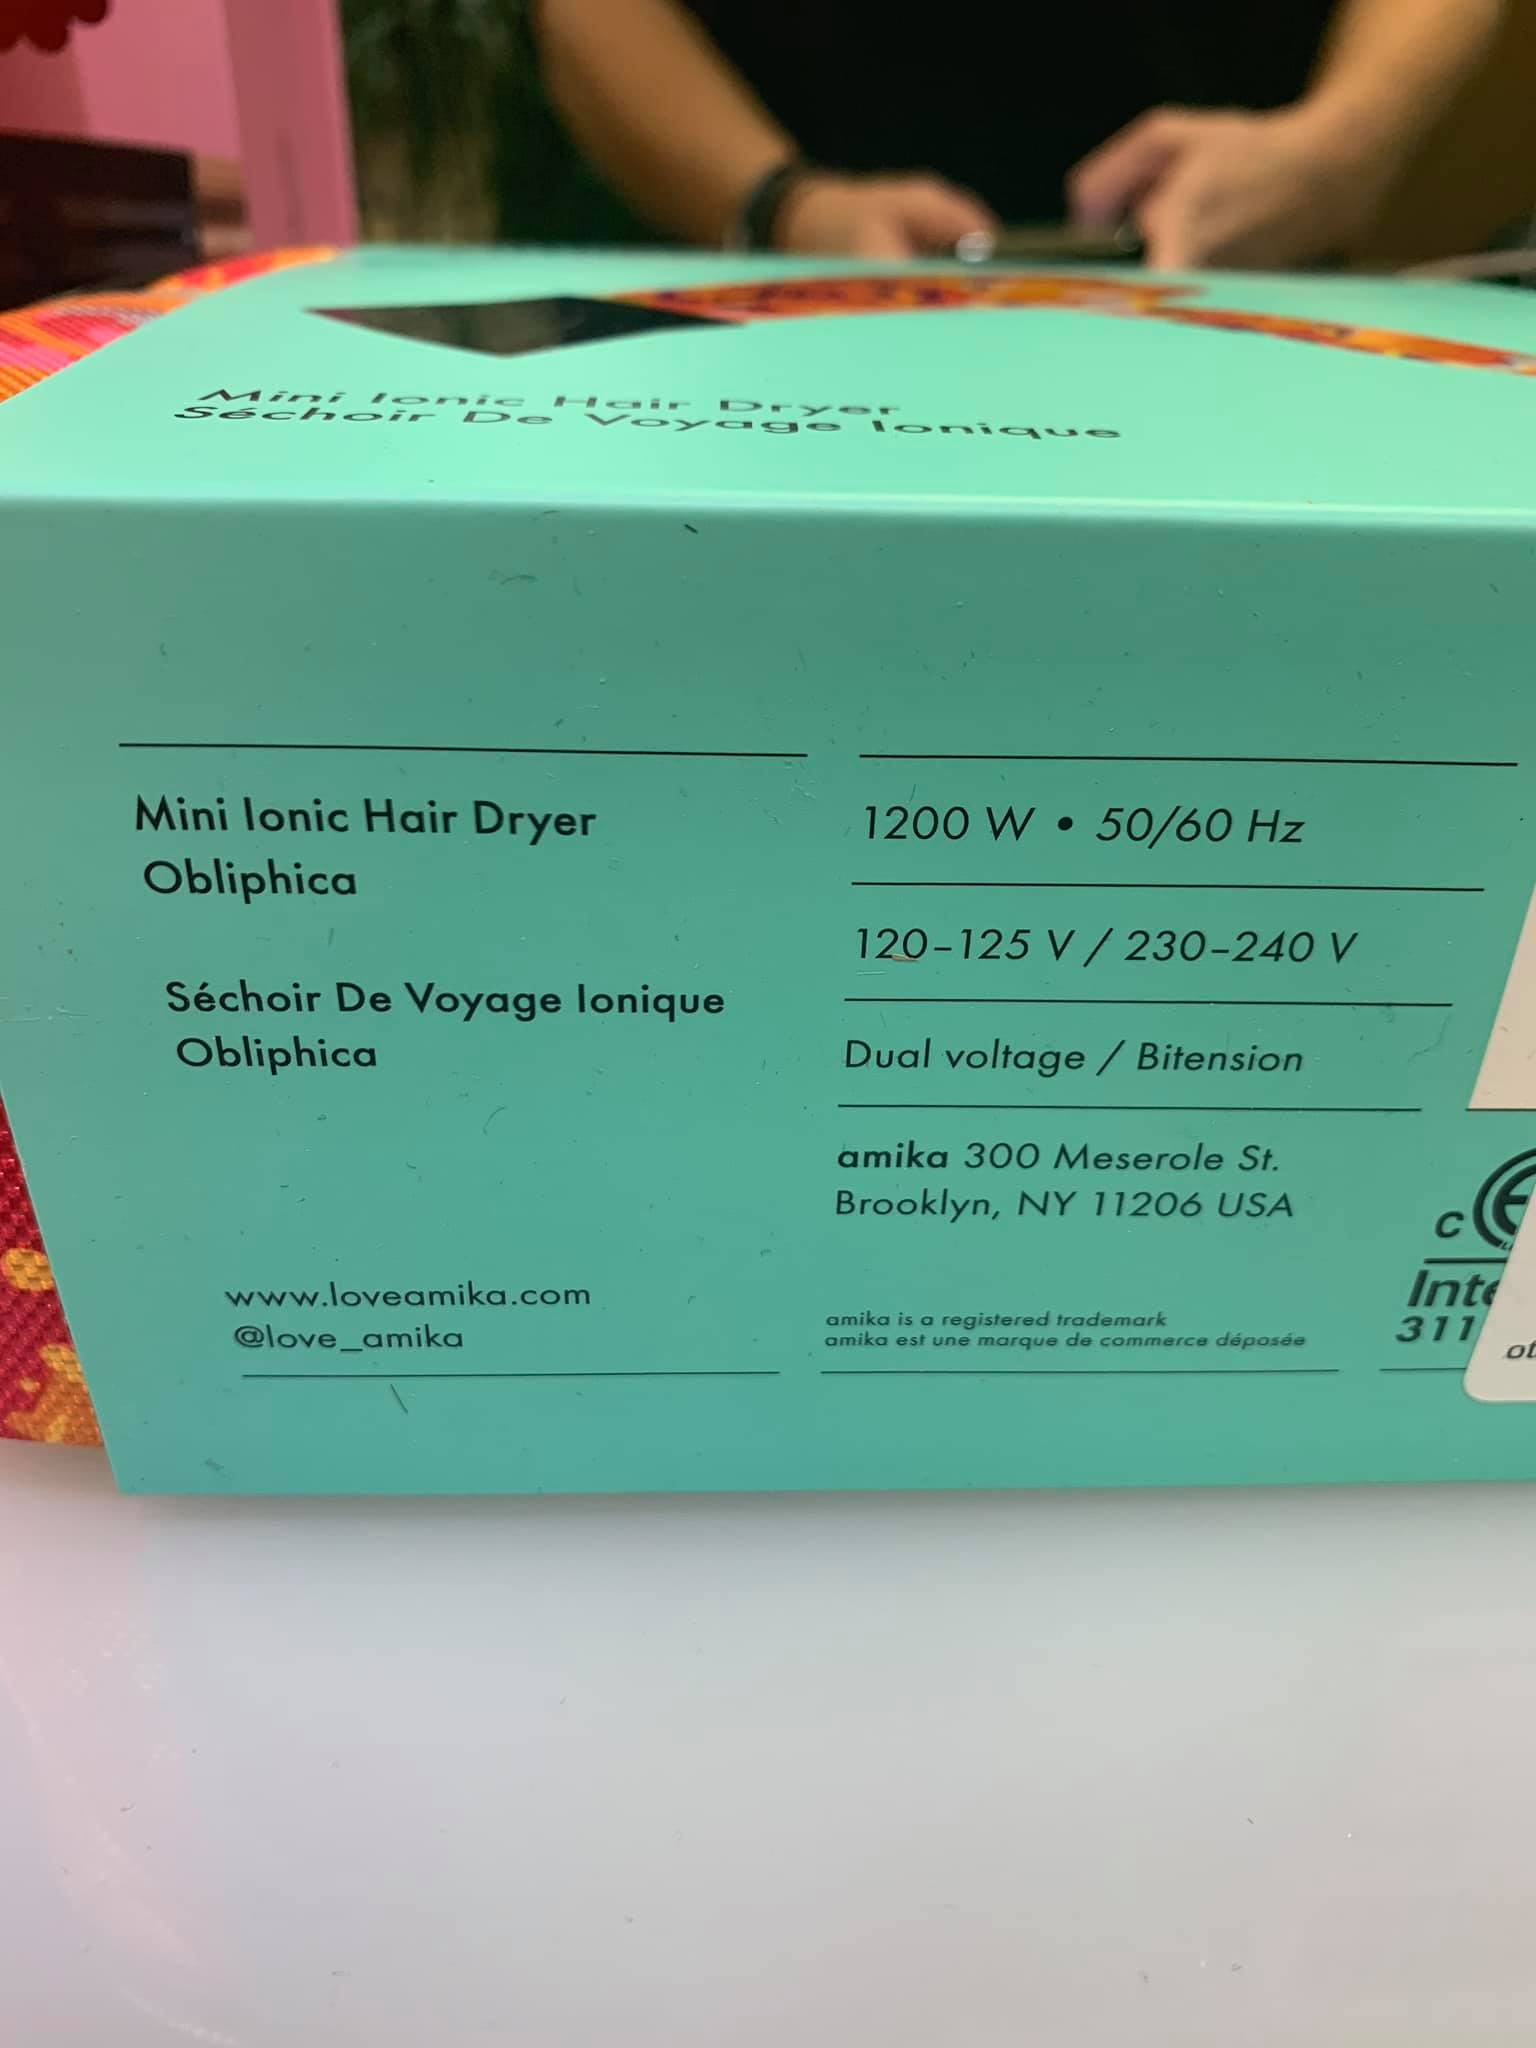 Mini Ionic Hair Dryer
Séchoir De Voyage Ionique
Mini Ionic Hair Dryer
Obliphica
Séchoir De Voyage Ionique
Obliphica
www.loveamika.com
@love_amika
1200 W • 50/60 Hz
120-125 V / 230-240 V
Dual voltage / Bitension
amika 300 Meserole St.
Brooklyn, NY 11206 USA
amika is a registered trademark
amika est une marque de commerce déposée
C
311